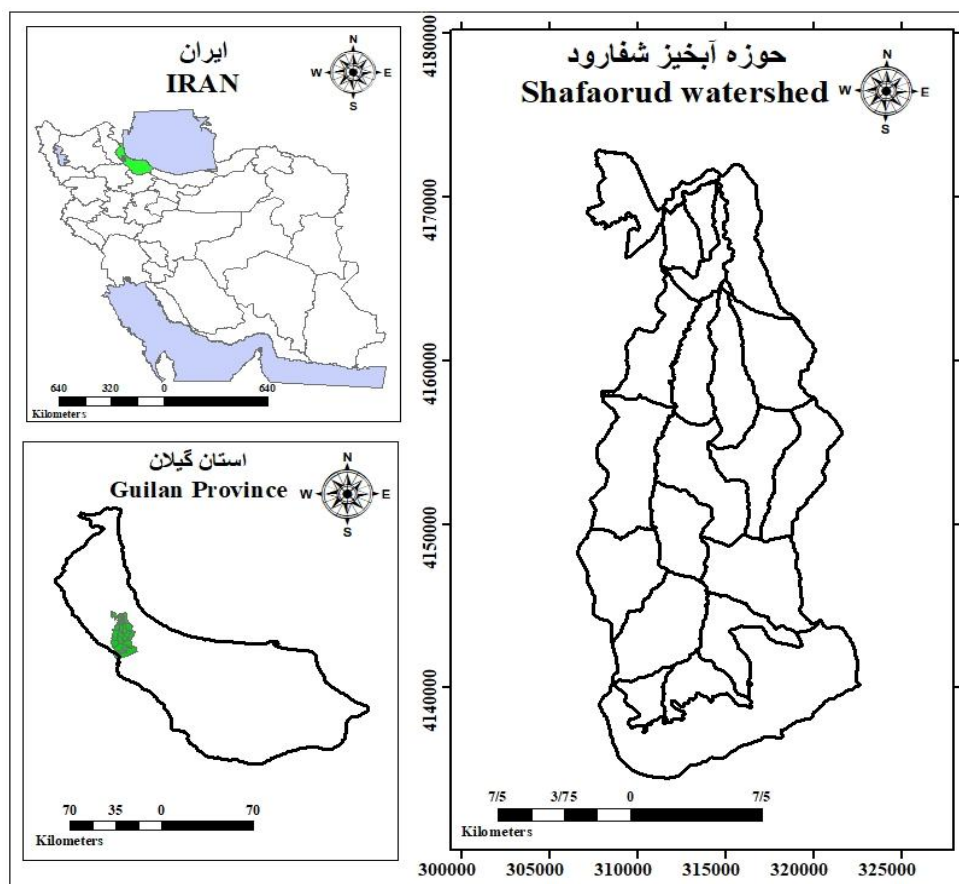 ایران
IRAN
N
W
E
S
640
320
0
640
Kilometers
استان گیلان
Guilan Province
N
W
E
S
70
35
0
70
Kilometers
حوزه آبخیز شفارود
Shafaorud watershed
N
W
E
S
4180000
4170000
4160000
4150000
4140000
7/5
3/75
0
7/5
Kilometers
300000
305000
310000
315000
320000
325000